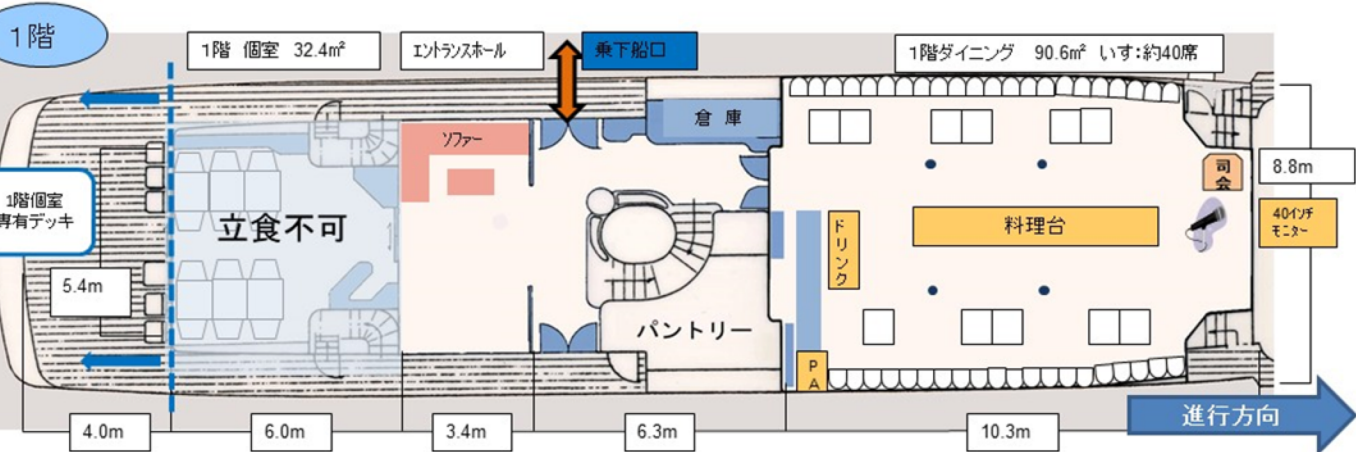 1階
1階 個室 32.4㎡
エントランスホール
乗下船口
1階ダイニング 90.6㎡ いす:約40席
倉 庫
ソファー
1階個室
専有デッキ
立食不可
5.4m
ドリンク
料理台
司会
8.8m
40インチ
モニター
パントリー
PA
4.0m
6.0m
3.4m
6.3m
10.3m
進行方向